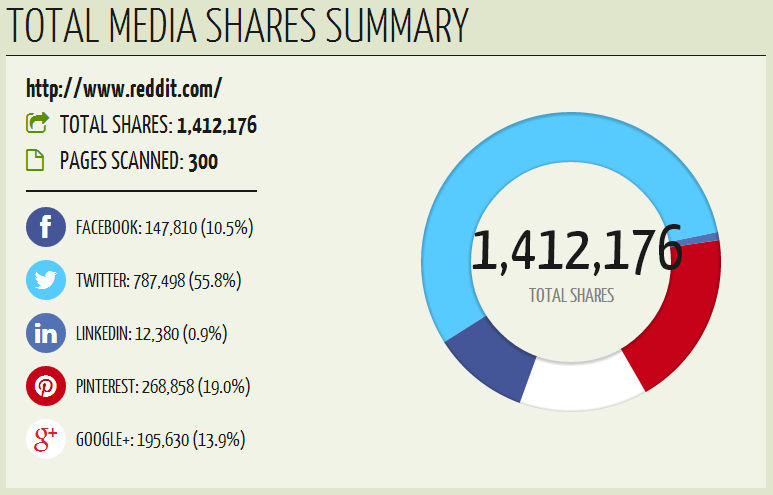 TOTAL MEDIA SHARES SUMMARY
http://www.reddit.com/
TOTAL SHARES: 1,412,176
PAGES SCANNED: 300
f FACEBOOK: 147,810 (10.5%)
TWITTER: 787,498 (55.8%)
in LINKEDIN: 12,380 (0.9%)
PINTEREST: 268,858 (19.0%)
g+ GOOGLE+: 195,630 (13.9%)
1,412,176
TOTAL SHARES